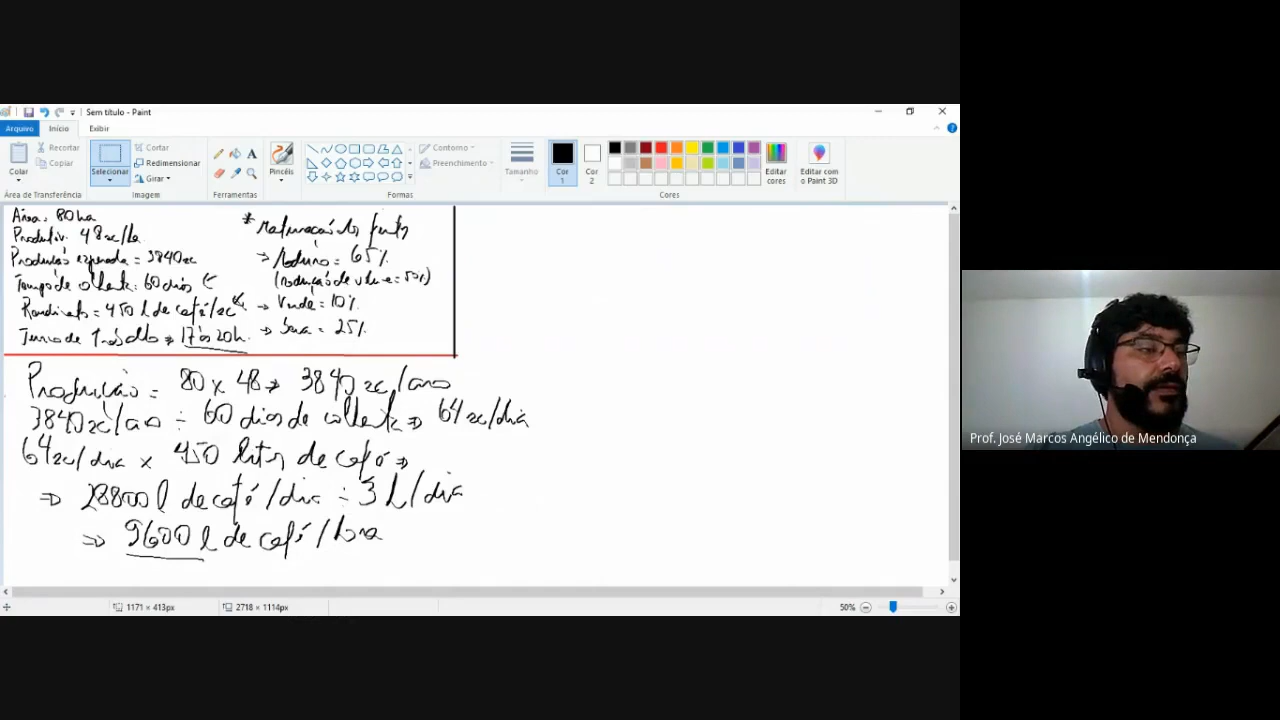 Sem título - Paint
Arquivo Início Exibir
Colar
Recortar
Copiar
Área de Transferência
Selecionar
Cortar
Redimensionar
Girar
Imagem
Ferramentas
Pincéis
Contorno
Preenchimento
Formas
Tamanho
Cor 1
Cor 2
Editar cores
Cores
Editar com o Paint 3D
Área: 80 ha
Produtiv. 48 sc/ha
Produção esperada = 3840 sc
Tempo de colheita: 60 dias
Rendimento = 450 l de café/sc
Turno de trabalho ⇒ 17 às 20h.
* Maturação dos frutos
→ Maduro = 65%
(redução de volume = 50%)
→ Verde = 10%
→ = 25%
Produção = 80 x 48 ⇒ 3840 sc/ano
3840 sc/ano ÷ 60 dias de colheita ⇒ 64 sc/dia
64 sc/dia x 450 litros de café ⇒
⇒ 28800 l de café/dia ÷ 3 h/dia
⇒ 9600 l de café/hora
1171 × 413px
2718 × 1114px
50%
Prof. José Marcos Angélico de Mendonça